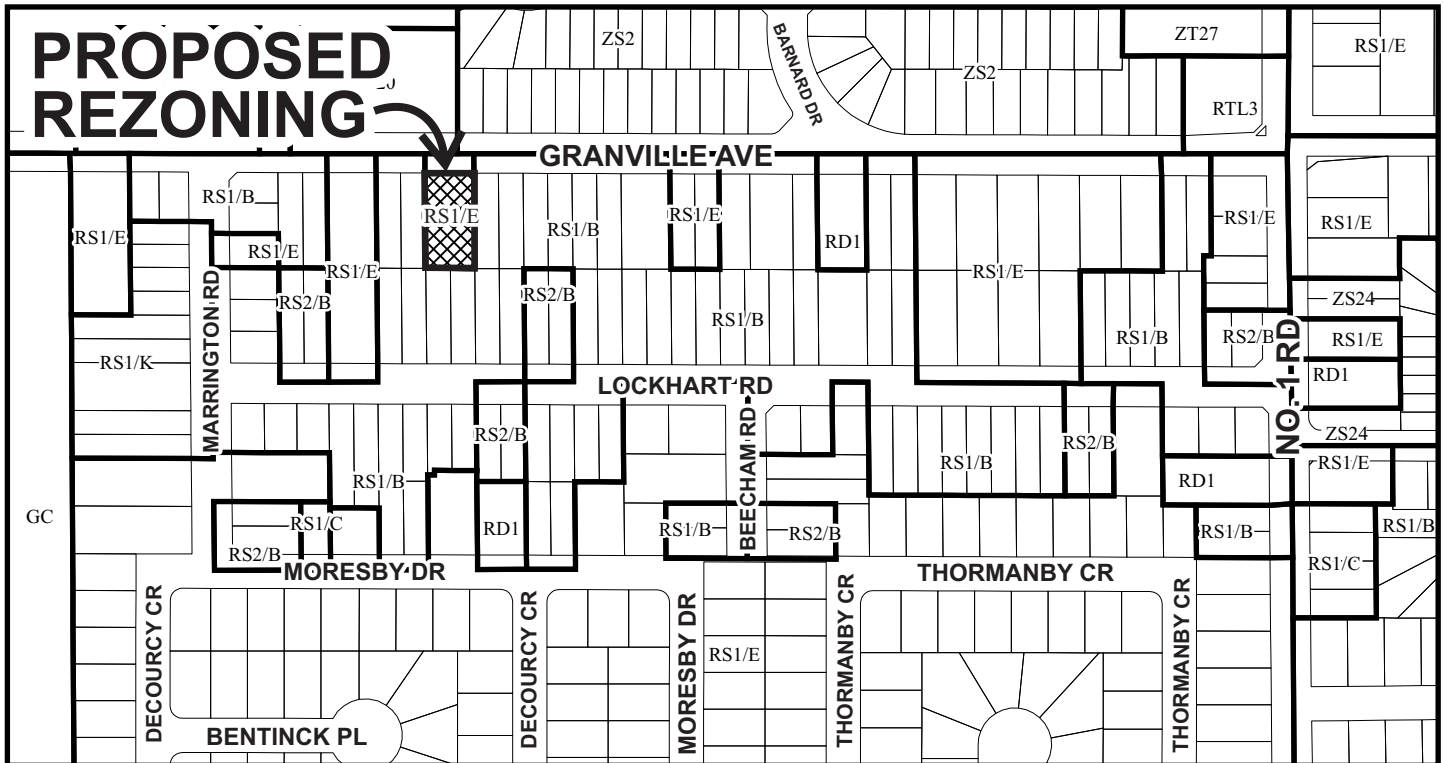 PROPOSED
REZONING
ZS2
BARNARD DR
ZS2
ZT27
RTL3
RS1/E
GRANVILLE AVE
RS1/E
RS1/B
RS1/E
RS1/E
RS2/B
RS1/E
RS1/B
RS2/B
RS1/E
RS1/B
RD1
RS1/E
RS1/B
RS1/E
RS2/B
RS1/E
ZS24
RS1/E
RD1
ZS24
RS1/K
MARRINGTON RD
LOCKHART RD
NO. 1 RD
BEECHAM RD
GC
RS1/B
RS2/B
RS1/C
RS2/B
RD1
RS1/B
RS2/B
RS1/B
RS2/B
RD1
RS1/B
RS1/E
RS1/B
RS1/C
MORESBY DR
THORMANBY CR
DECOURCY CR
DECOURCY CR
MORESBY DR
RS1/E
THORMANBY CR
THORMANBY CR
BENTINCK PL